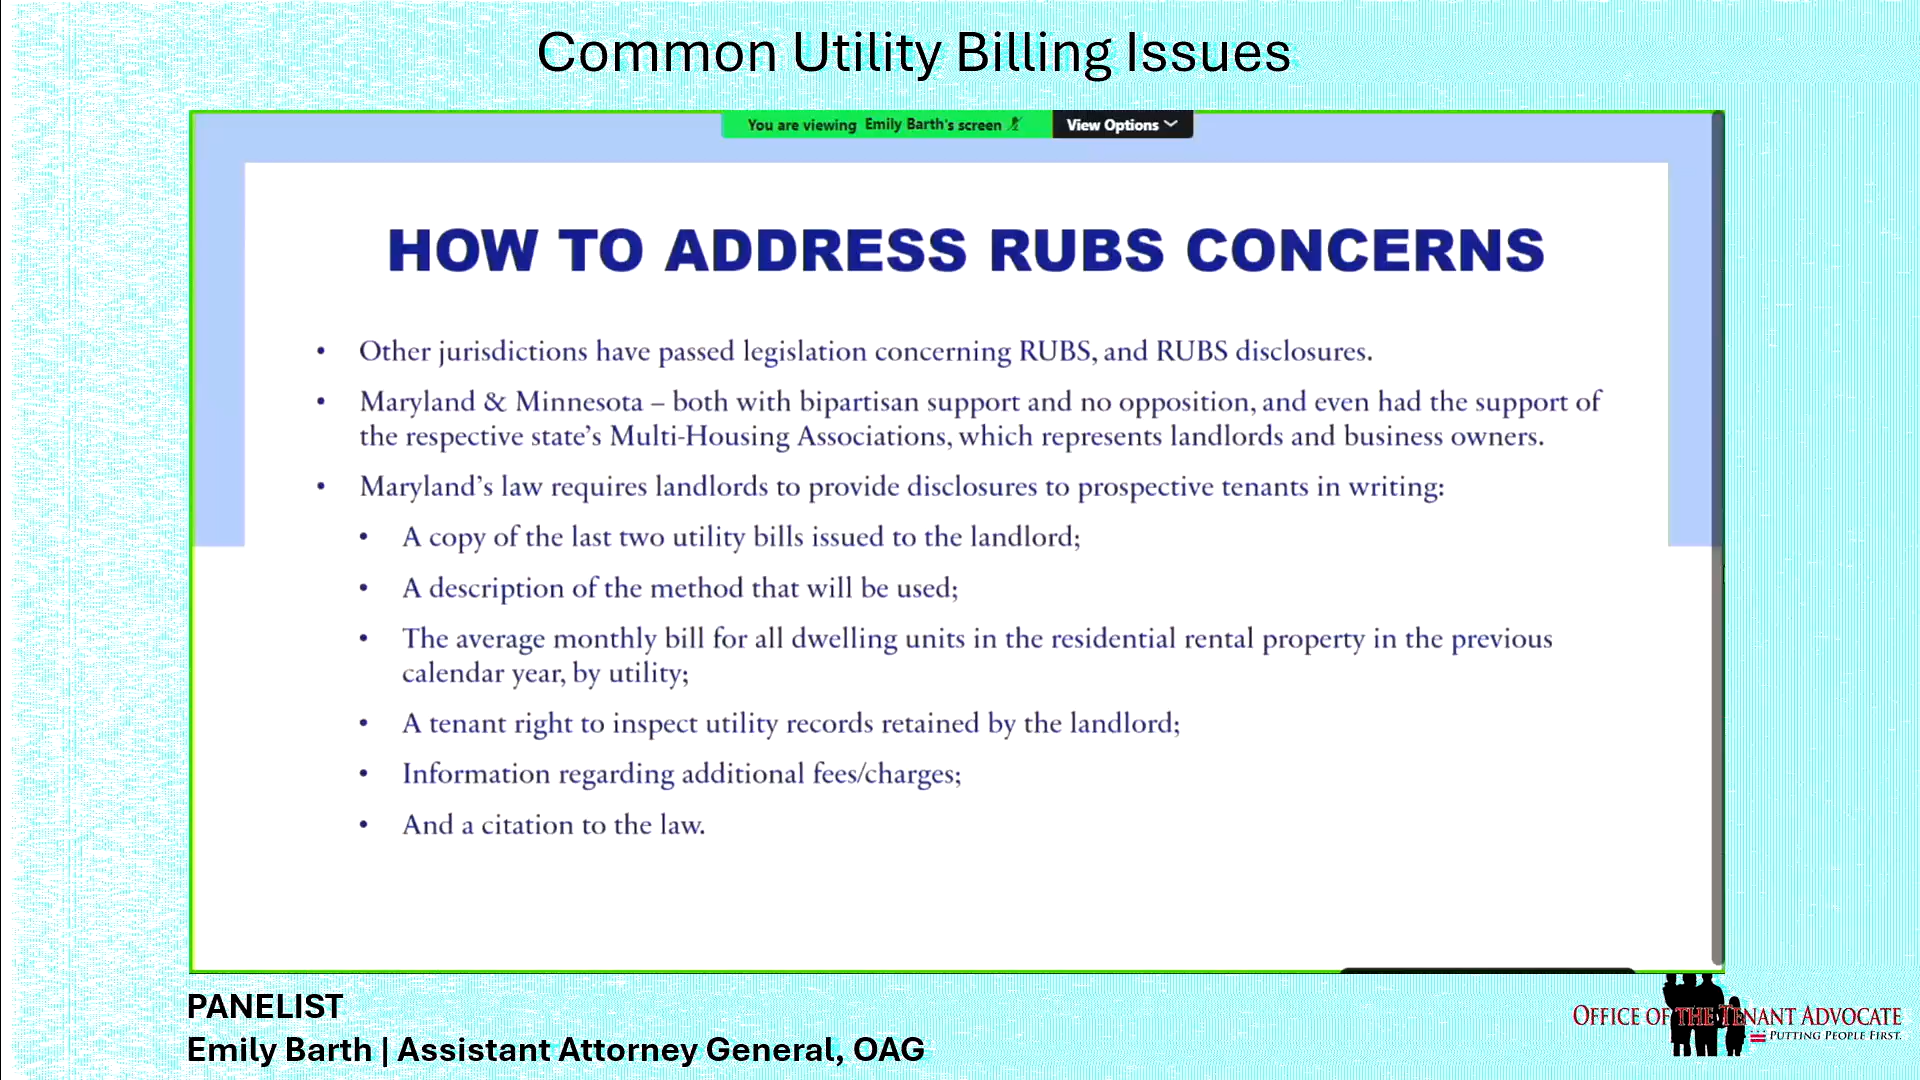 Common Utility Billing Issues
You are viewing Emily Barth's screen
View Options
HOW TO ADDRESS RUBS CONCERNS
• Other jurisdictions have passed legislation concerning RUBS, and RUBS disclosures.
• Maryland & Minnesota – both with bipartisan support and no opposition, and even had the support of
the respective state's Multi-Housing Associations, which represents landlords and business owners.
• Maryland's law requires landlords to provide disclosures to prospective tenants in writing:
• A copy of the last two utility bills issued to the landlord;
• A description of the method that will be used;
• The average monthly bill for all dwelling units in the residential rental property in the previous
calendar year, by utility;
• A tenant right to inspect utility records retained by the landlord;
• Information regarding additional fees/charges;
• And a citation to the law.
PANELIST
Emily Barth | Assistant Attorney General, OAG
OFFICE OF THE TENANT ADVOCATE
PUTTING PEOPLE FIRST.